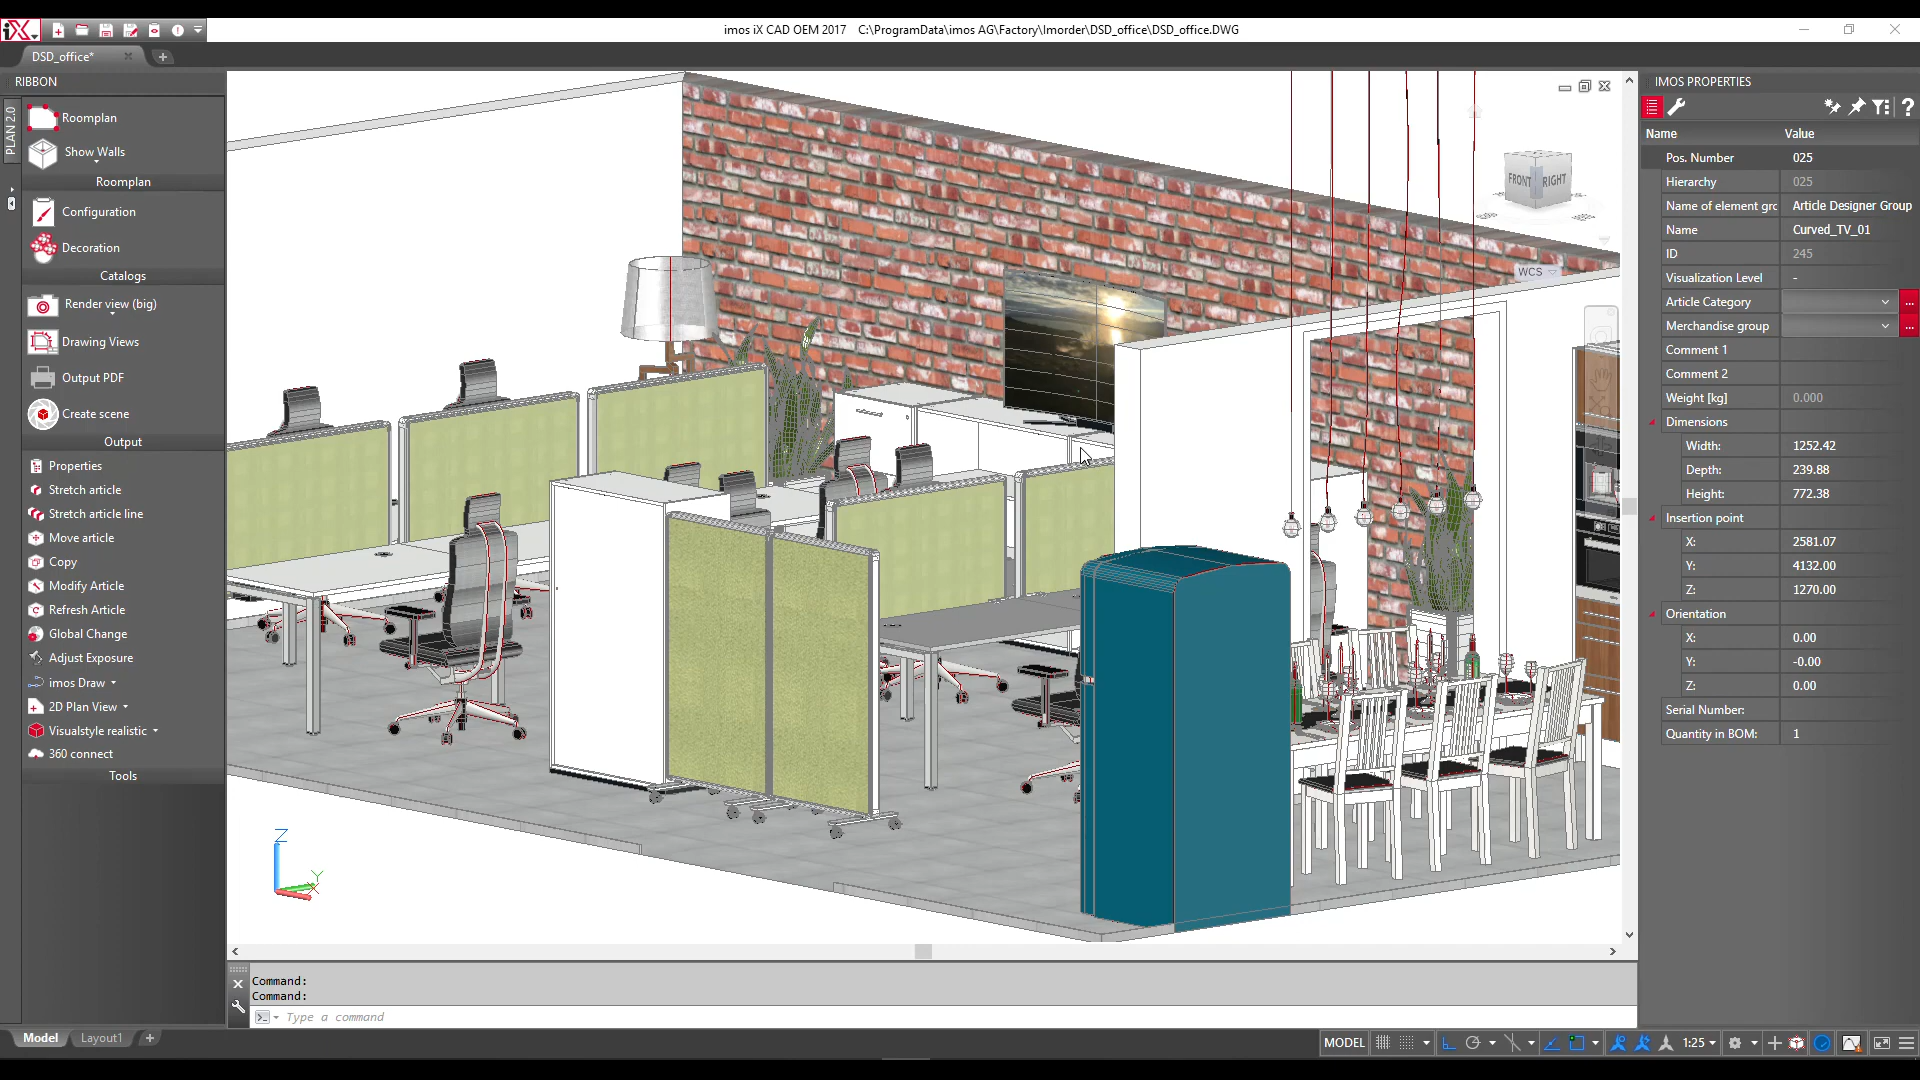 iX
imos iX CAD OEM 2017    C:\ProgramData\imos AG\Factory\Imorder\DSD_office\DSD_office.DWG
DSD_office*
RIBBON
PLAN 2.0
Roomplan
Show Walls
Roomplan
Configuration
Decoration
Catalogs
Render view (big)
Drawing Views
Output PDF
Create scene
Output
Properties
Stretch article
Stretch article line
Move article
Copy
Modify Article
Refresh Article
Global Change
Adjust Exposure
imos Draw
2D Plan View
Visualstyle realistic
360 connect
Tools
FRONT
RIGHT
WCS
Z
Y
X
Command:
Command:
Type a command
Model
Layout1
MODEL
1:25
IMOS PROPERTIES
Name Value
Pos. Number 025
Hierarchy 025
Name of element grc Article Designer Group
Name Curved_TV_01
ID 245
Visualization Level -
Article Category ...
Merchandise group ...
Comment 1
Comment 2
Weight [kg] 0.000
Dimensions
Width: 1252.42
Depth: 239.88
Height: 772.38
Insertion point
X: 2581.07
Y: 4132.00
Z: 1270.00
Orientation
X: 0.00
Y: -0.00
Z: 0.00
Serial Number:
Quantity in BOM: 1